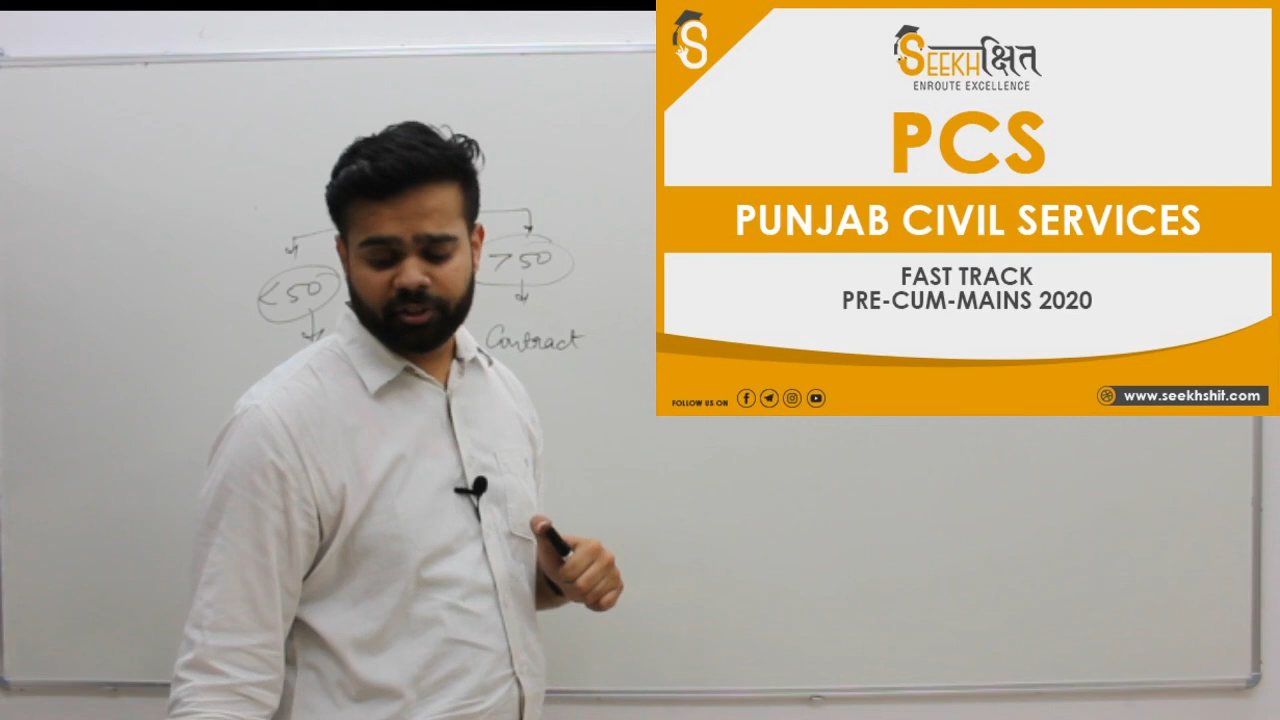 <50
>50
Contract
S
SEEKHक्षित
ENROUTE EXCELLENCE
PCS
PUNJAB CIVIL SERVICES
FAST TRACK
PRE-CUM-MAINS 2020
FOLLOW US ON
www.seekhshit.com